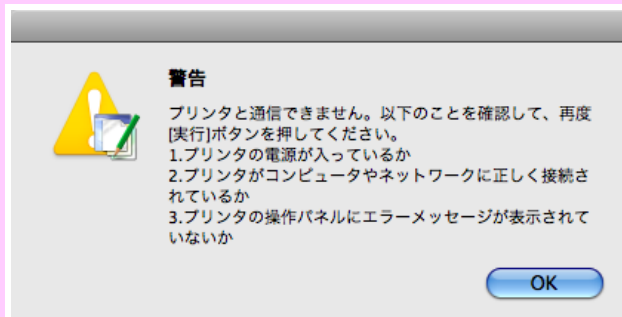 警告
プリンタと通信できません。以下のことを確認して、再度
[実行]ボタンを押してください。
1.プリンタの電源が入っているか
2.プリンタがコンピュータやネットワークに正しく接続さ
れているか
3.プリンタの操作パネルにエラーメッセージが表示されて
いないか
OK